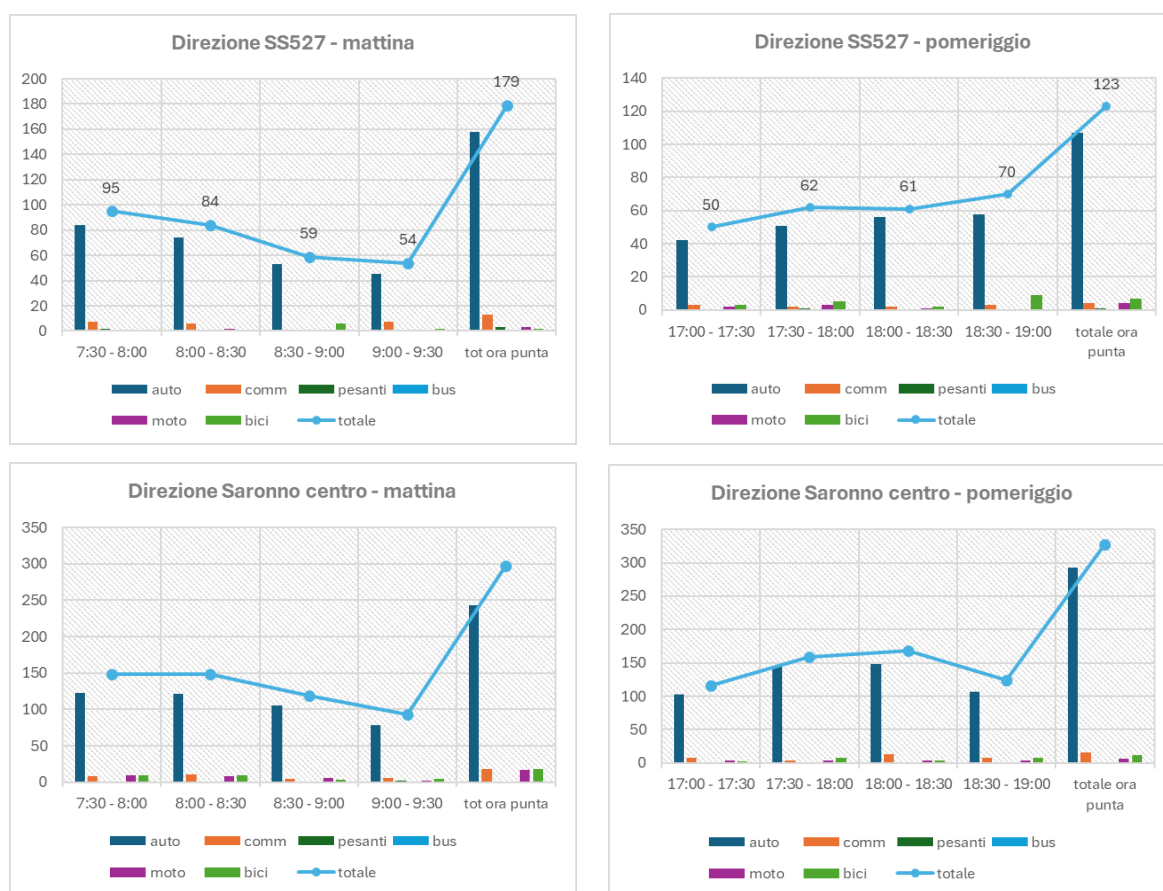 Direzione SS527 - mattina
200
180
160
140
120
100
80
60
40
20
0
95
84
59
54
179
7:30 - 8:00 8:00 - 8:30 8:30 - 9:00 9:00 - 9:30 tot ora punta
auto comm pesanti bus
moto bici totale
Direzione SS527 - pomeriggio
140
120
100
80
60
40
20
0
50
62
61
70
123
17:00 - 17:30 17:30 - 18:00 18:00 - 18:30 18:30 - 19:00 totale ora
punta
auto comm pesanti bus
moto bici totale
Direzione Saronno centro - mattina
350
300
250
200
150
100
50
0
7:30 - 8:00 8:00 - 8:30 8:30 - 9:00 9:00 - 9:30 tot ora punta
auto comm pesanti bus
moto bici totale
Direzione Saronno centro - pomeriggio
350
300
250
200
150
100
50
0
17:00 - 17:30 17:30 - 18:00 18:00 - 18:30 18:30 - 19:00 totale ora
punta
auto comm pesanti bus
moto bici totale